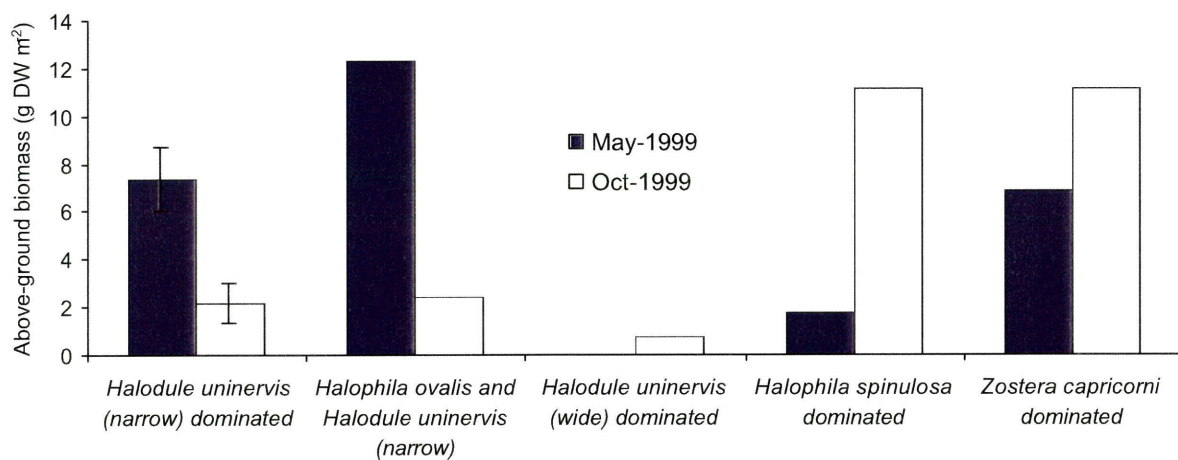 Above-ground biomass (g DW m²)
14
12
10
8
6
4
2
0
May-1999
Oct-1999
Halodule uninervis
(narrow) dominated
Halophila ovalis and
Halodule uninervis
(narrow)
Halodule uninervis
(wide) dominated
Halophila spinulosa
dominated
Zostera capricorni
dominated